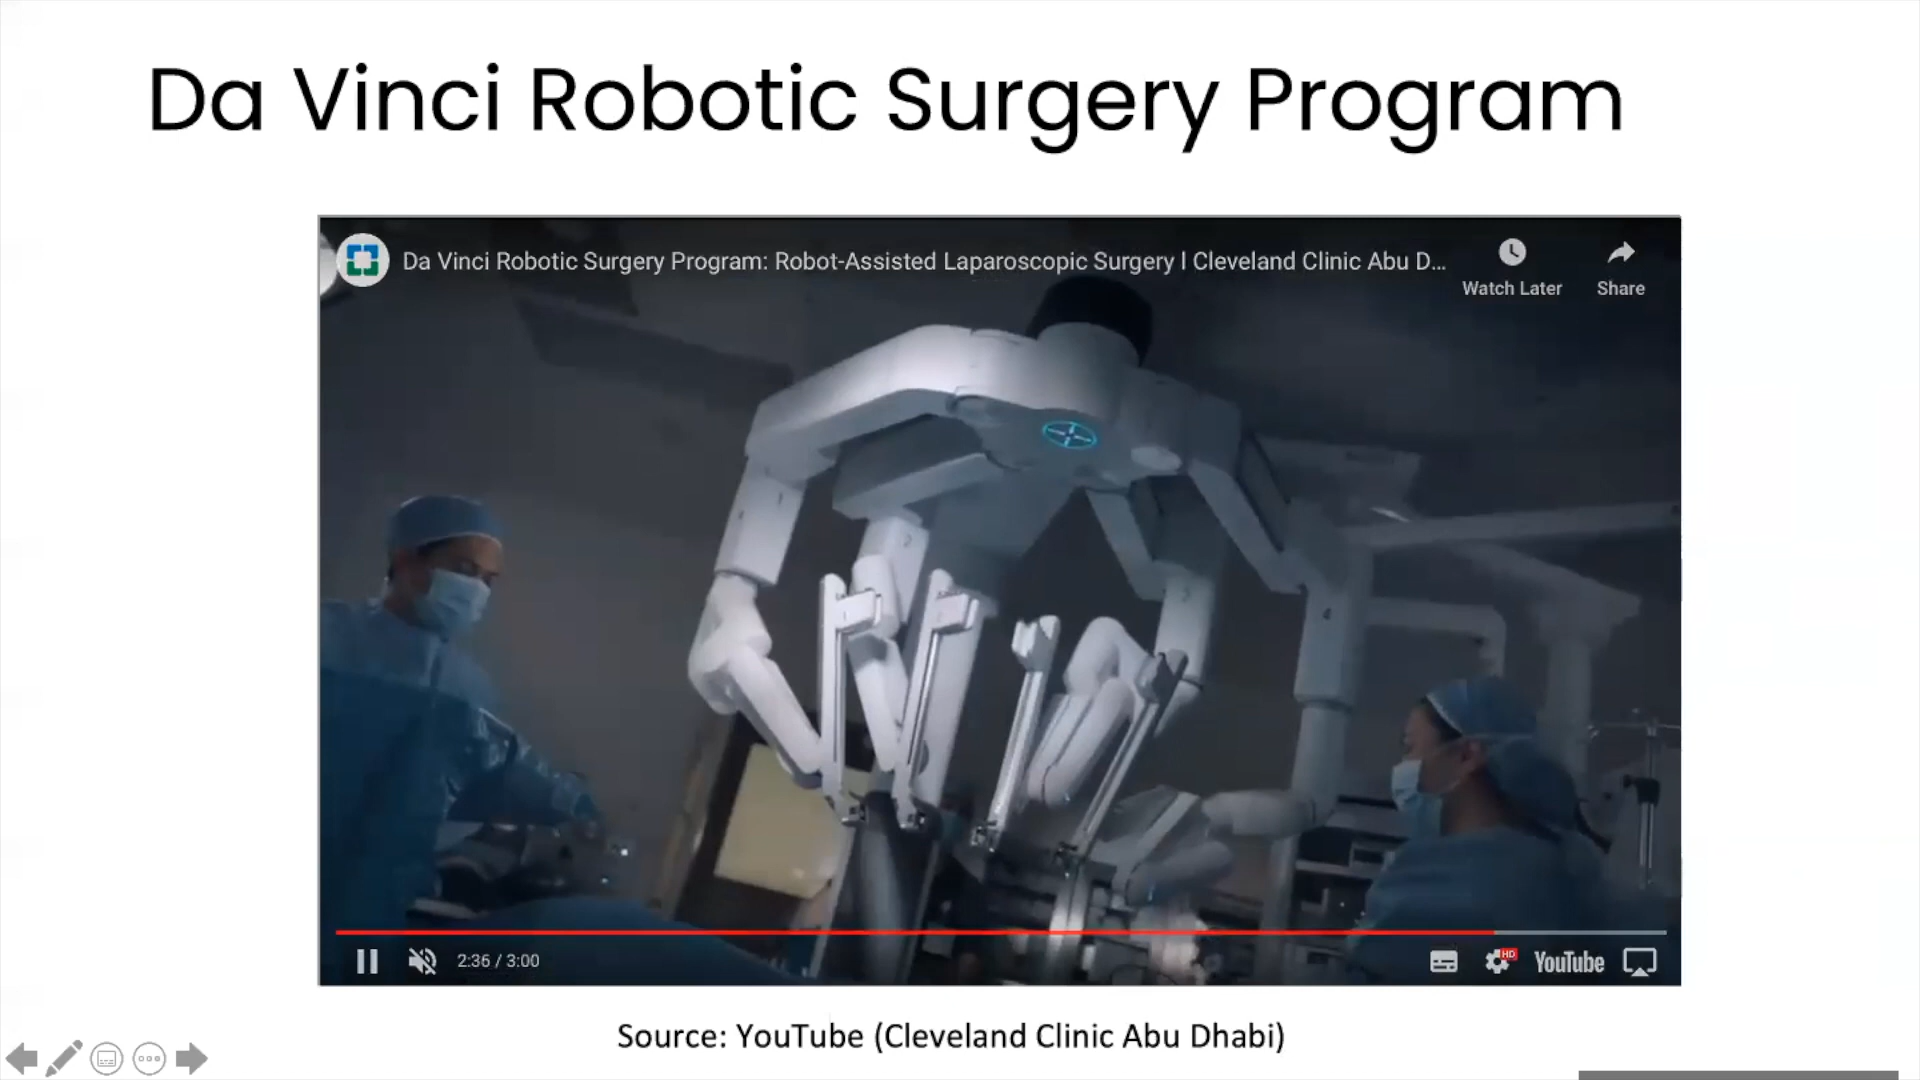 Da Vinci Robotic Surgery Program
Da Vinci Robotic Surgery Program: Robot-Assisted Laparoscopic Surgery l Cleveland Clinic Abu D...
Watch Later
Share
2:36 / 3:00
HD
YouTube
Source: YouTube (Cleveland Clinic Abu Dhabi)